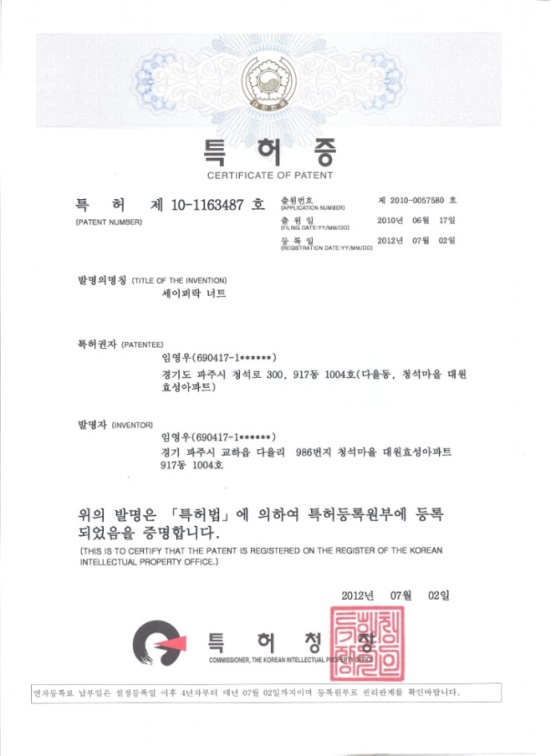 대한민국
특허증
CERTIFICATE OF PATENT
특 허 제 10-1163487 호
(PATENT NUMBER)
출원번호 제 2010-0057580 호
(APPLICATION NUMBER)
출 원 일 2010년 06월 17일
(FILING DATE:YY/MM/DD)
등 록 일 2012년 07월 02일
(REGISTRATION DATE:YY/MM/DD)
발명의명칭 (TITLE OF THE INVENTION)
세이퍼락 너트
특허권자 (PATENTEE)
임영우(690417-1******)
경기도 파주시 청석로 300, 917동 1004호(다율동, 청석마을 대원
효성아파트)
발명자 (INVENTOR)
임영우(690417-1******)
경기 파주시 교하읍 다율리 986번지 청석마을 대원효성아파트
917동 1004호
위의 발명은 「특허법」에 의하여 특허등록원부에 등록
되었음을 증명합니다.
(THIS IS TO CERTIFY THAT THE PATENT IS REGISTERED ON THE REGISTER OF THE KOREAN
INTELLECTUAL PROPERTY OFFICE.)
2012년 07월 02일
특 허 청 장
COMMISSIONER, THE KOREAN INTELLECTUAL PROPERTY OFFICE
연차등록료 납부일은 설정등록일 이후 4년차부터 매년 07월 02일까지이며 등록원부로 권리관계를 확인바랍니다.